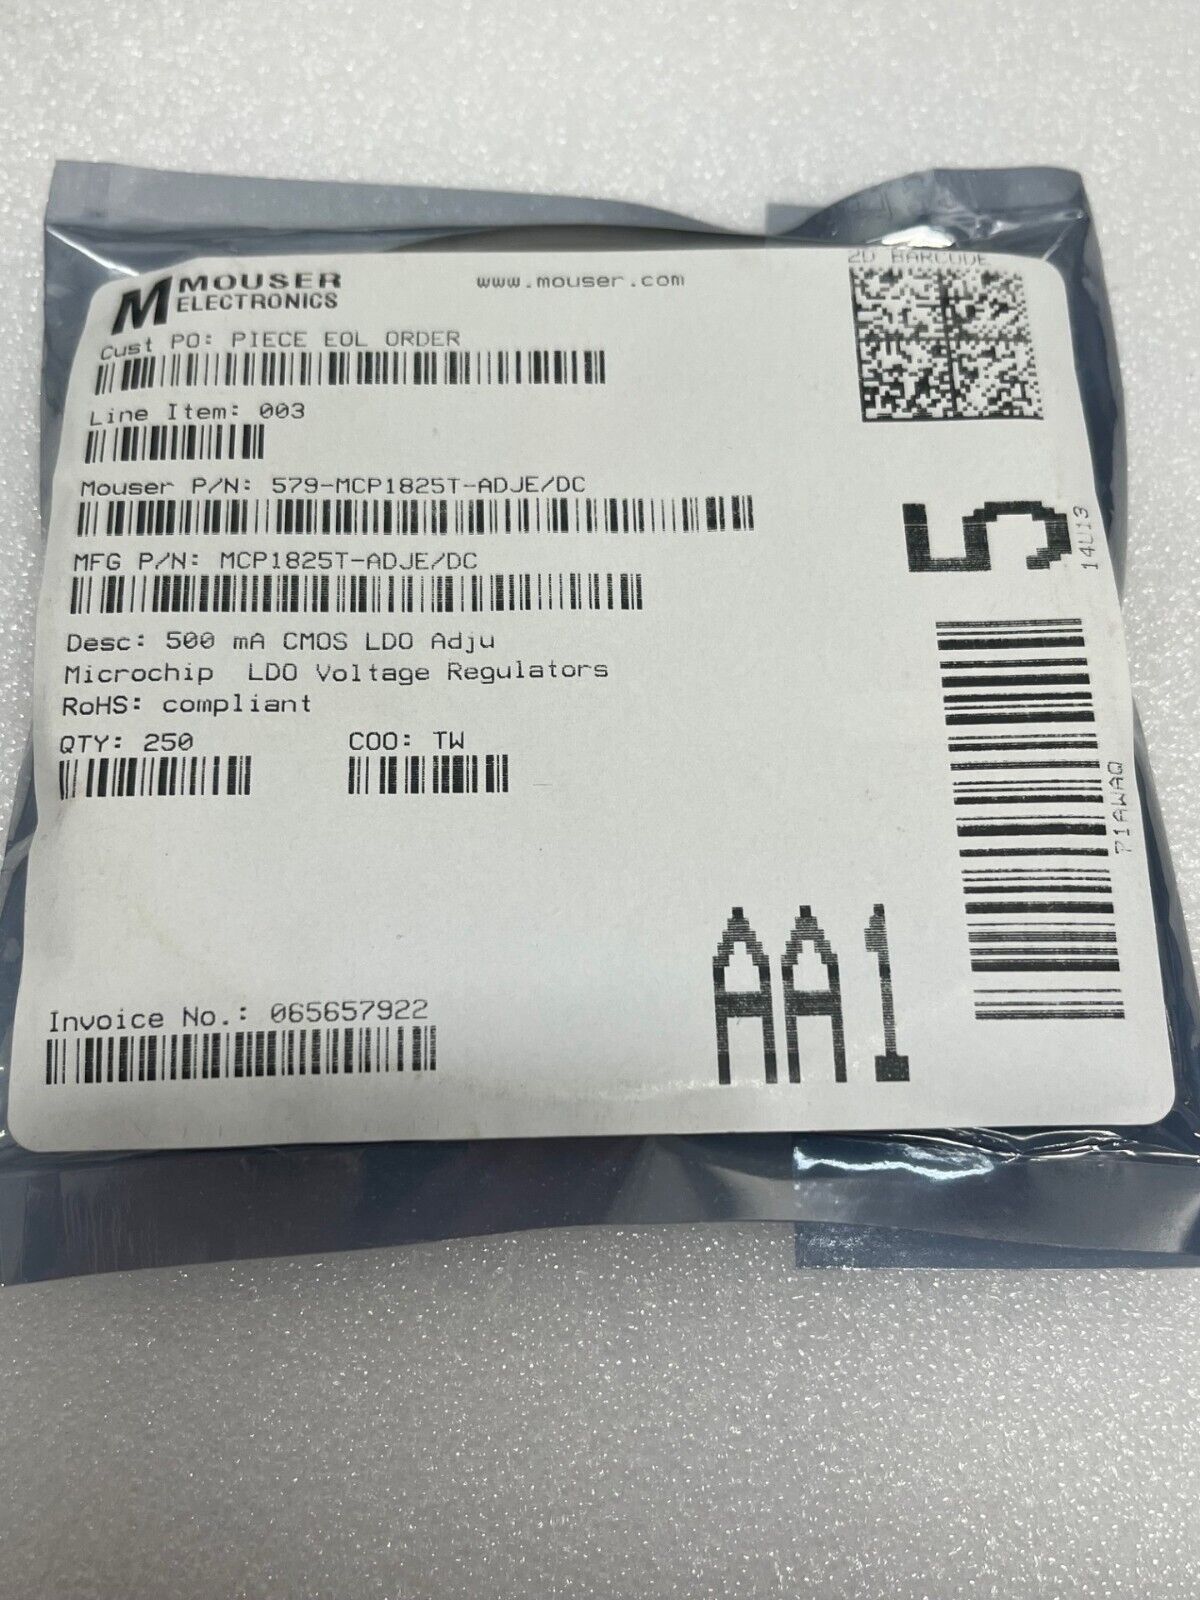 M MOUSER
ELECTRONICS
www.mouser.com
2D BARCODE
Cust PO: PIECE EOL ORDER
Line Item: 003
Mouser P/N: 579-MCP1825T-ADJE/DC
MFG P/N: MCP1825T-ADJE/DC
Desc: 500 mA CMOS LDO Adju
Microchip LDO Voltage Regulators
RoHS: compliant
QTY: 250
COO: TW
Invoice No.: 065657922
5
14U13
71AWAQ
AA1